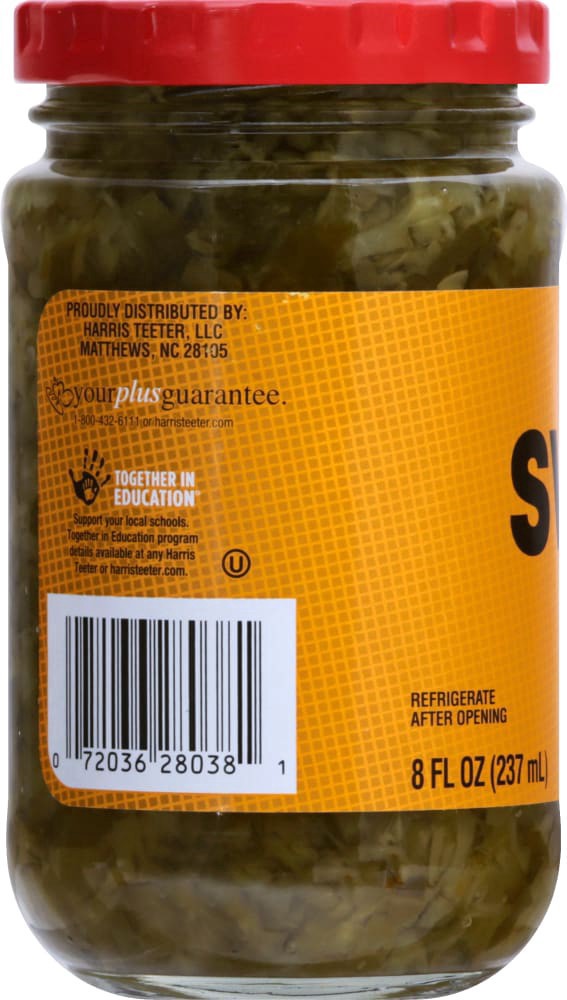 PROUDLY DISTRIBUTED BY:
HARRIS TEETER, LLC
MATTHEWS, NC 28105
yourplusguarantee.
1-800-432-6111 or harristeeter.com
TOGETHER IN
EDUCATION™
Support your local schools.
Together in Education program
details available at any Harris
Teeter or harristeeter.com.
U
SW
REFRIGERATE
AFTER OPENING
8 FL OZ (237 mL)
0 72036 28038 1